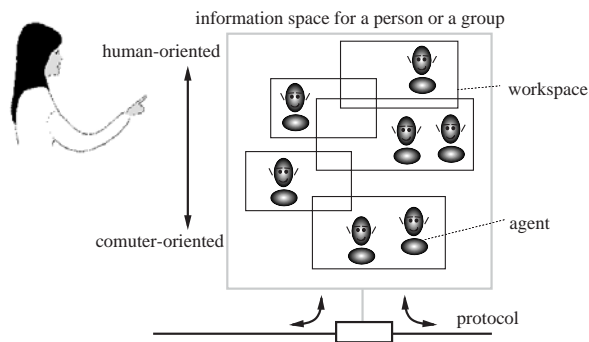 information space for a person or a group
human-oriented
workspace
agent
comuter-oriented
protocol